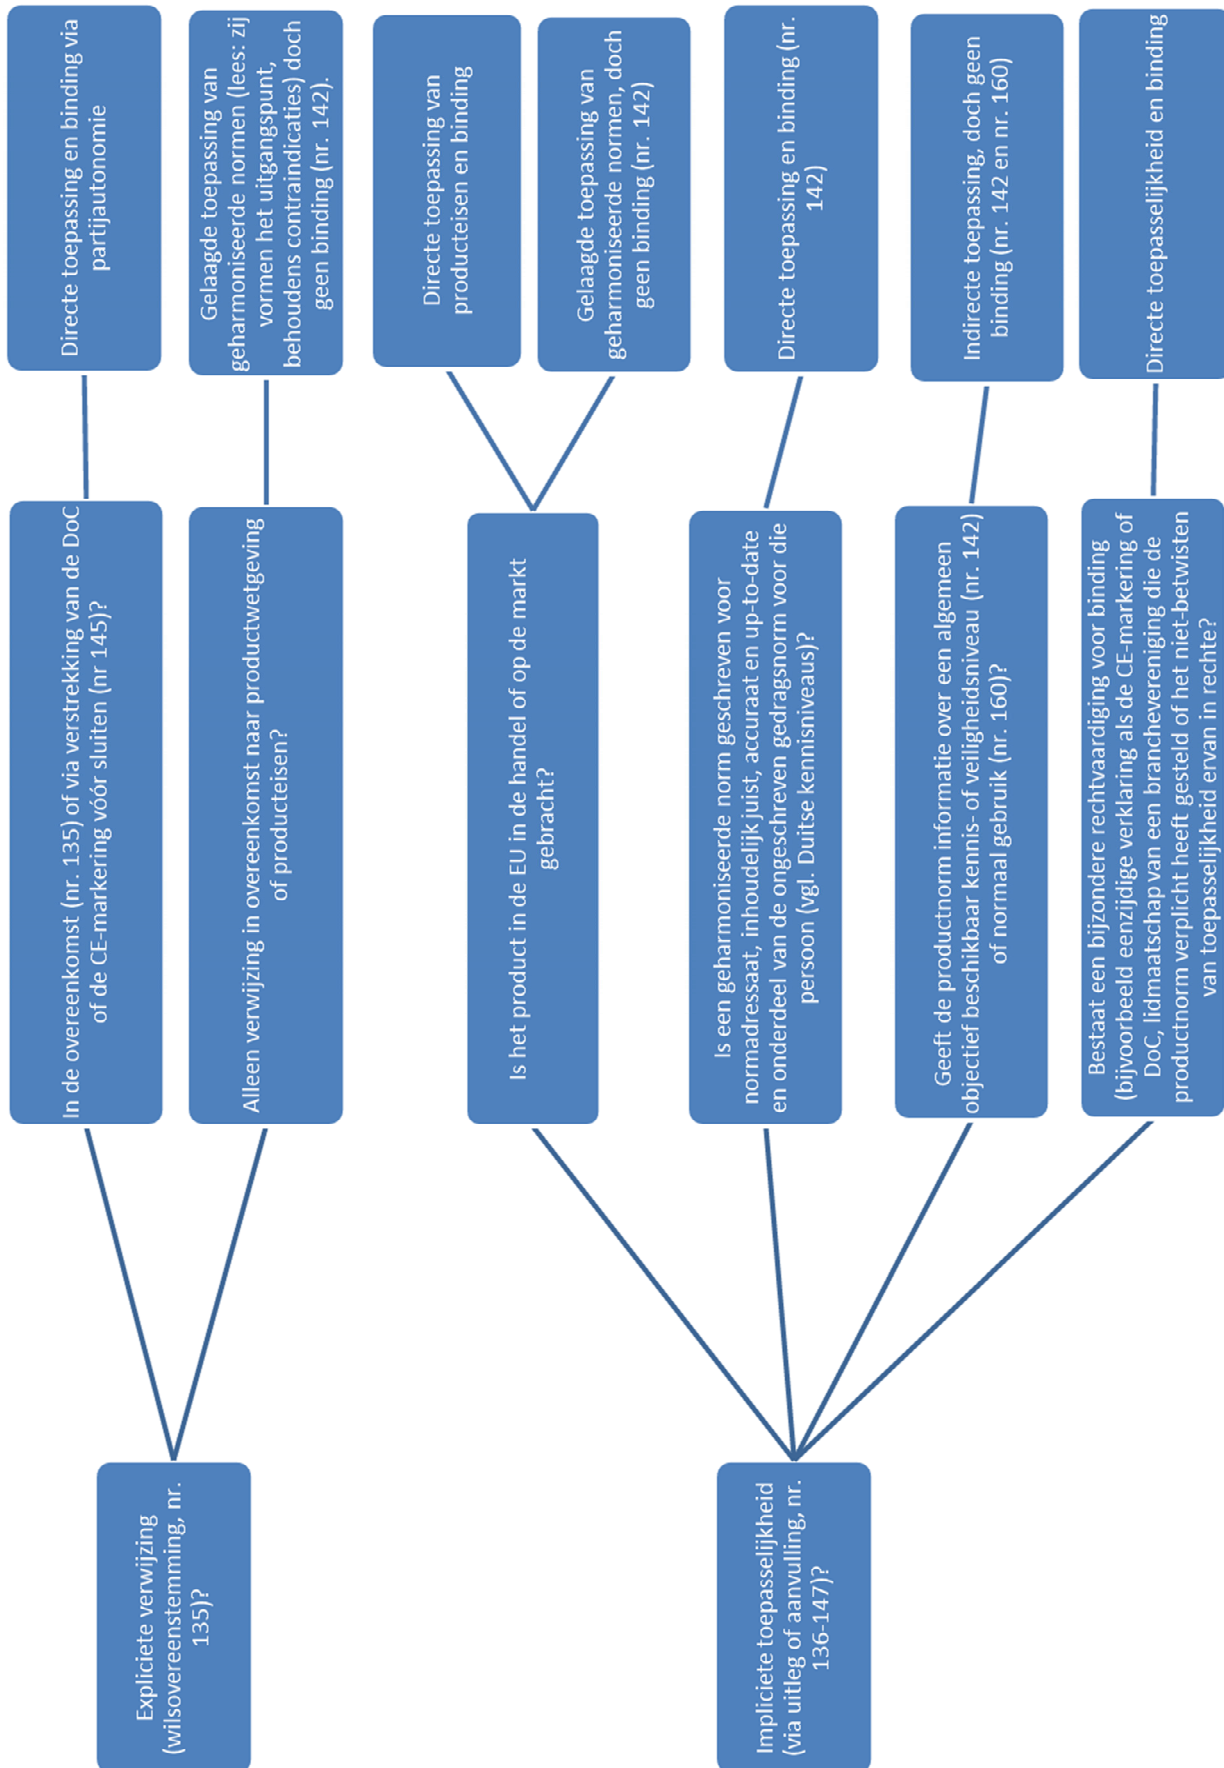 Expliciete verwijzing
(wilsovereenstemming, nr.
135)?
In de overeenkomst (nr. 135) of via verstrekking van de DoC
of de CE-markering vóór sluiten (nr 145)?
Directe toepassing en binding via
partijautonomie
Alleen verwijzing in overeenkomst naar productwetgeving
of producteisen?
Gelaagde toepassing van
geharmoniseerde normen (lees: zij
vormen het uitgangspunt,
behoudens contraindicaties) doch
geen binding (nr. 142).
Impliciete toepasselijkheid
(via uitleg of aanvulling, nr.
136-147)?
Is het product in de EU in de handel of op de markt
gebracht?
Directe toepassing van
producteisen en binding
Gelaagde toepassing van
geharmoniseerde normen, doch
geen binding (nr. 142)
Is een geharmoniseerde norm geschreven voor
normadressaat, inhoudelijk juist, accuraat en up-to-date
en onderdeel van de ongeschreven gedragsnorm voor die
persoon (vgl. Duitse kennisniveaus)?
Directe toepassing en binding (nr.
142)
Geeft de productnorm informatie over een algemeen
objectief beschikbaar kennis- of veiligheidsniveau (nr. 142)
of normaal gebruik (nr. 160)?
Indirecte toepassing, doch geen
binding (nr. 142 en nr. 160)
Bestaat een bijzondere rechtvaardiging voor binding
(bijvoorbeeld eenzijdige verklaring als de CE-markering of
DoC, lidmaatschap van een branchevereniging die de
productnorm verplicht heeft gesteld of het niet-betwisten
van toepasselijkheid ervan in rechte?
Directe toepasselijkheid en binding